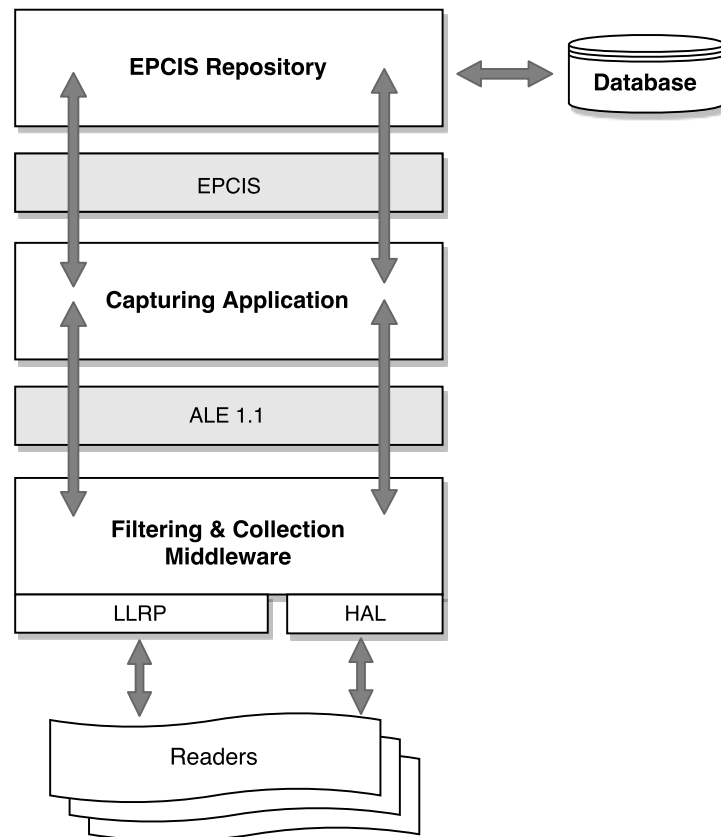 EPCIS Repository
Database
EPCIS
Capturing Application
ALE 1.1
Filtering & Collection
Middleware
LLRP
HAL
Readers